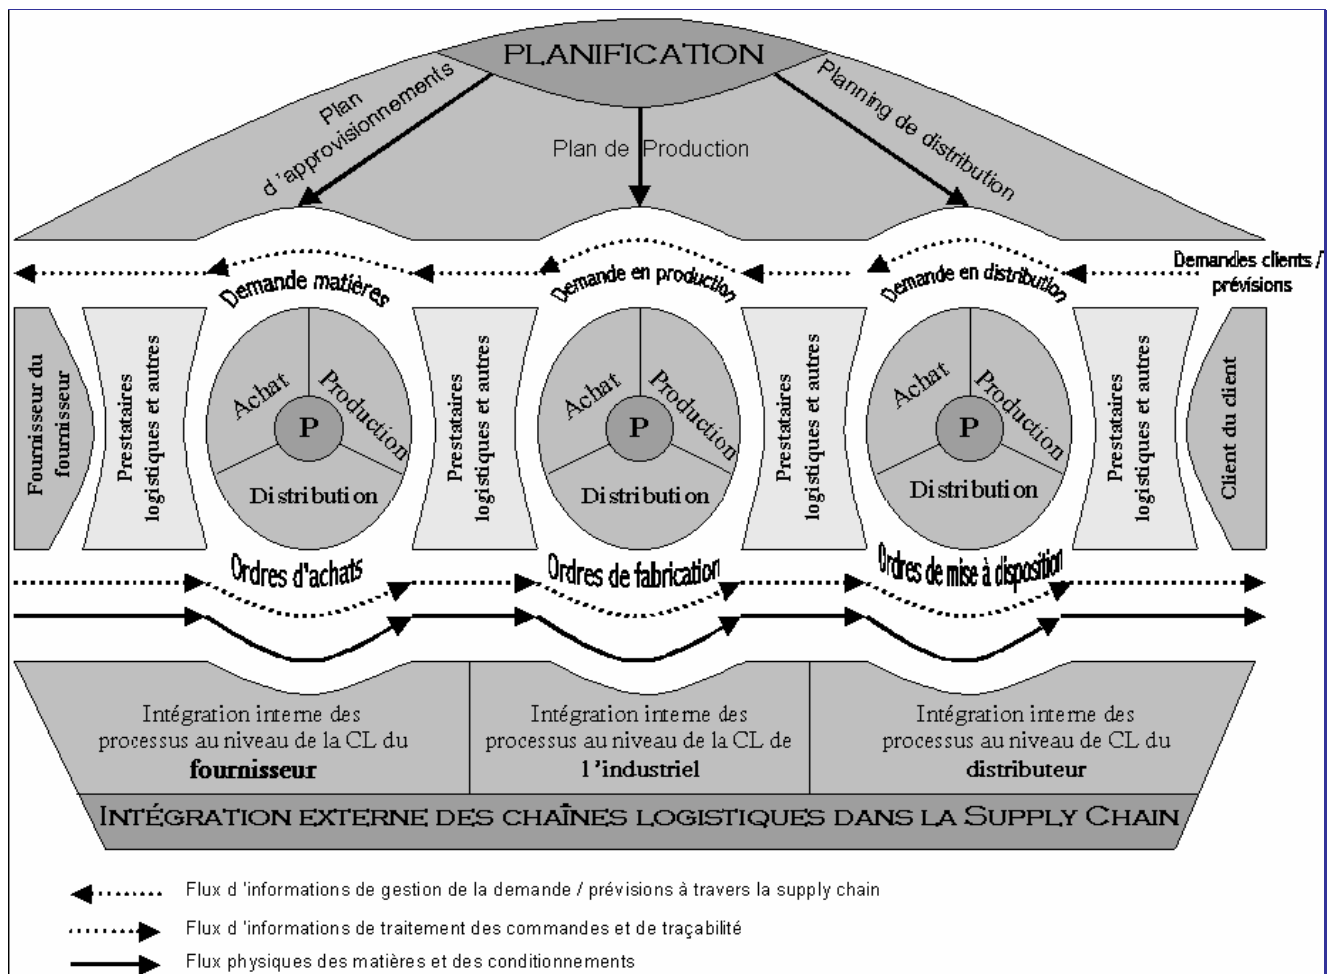 PLANIFICATION
Plan
d'approvisionnements
Plan de Production
Planning de distribution
Demande matières
Demande en production
Demande en distribution
Demandes clients /
prévisions
Fournisseur du
fournisseur
Prestataires
logistiques et autres
Achat
Production
P
Distribution
Prestataires
logistiques et autres
Achat
Production
P
Distribution
Prestataires
logistiques et autres
Achat
Production
P
Distribution
Prestataires
logistiques et autres
Client du client
Ordres d'achats
Ordres de fabrication
Ordres de mise à disposition
Intégration interne des
processus au niveau de la CL du
fournisseur
Intégration interne des
processus au niveau de la CL de
l'industriel
Intégration interne des
processus au niveau de CL du
distributeur
INTÉGRATION EXTERNE DES CHAÎNES LOGISTIQUES DANS LA SUPPLY CHAIN
Flux d'informations de gestion de la demande / prévisions à travers la supply chain
Flux d'informations de traitement des commandes et de traçabilité
Flux physiques des matières et des conditionnements